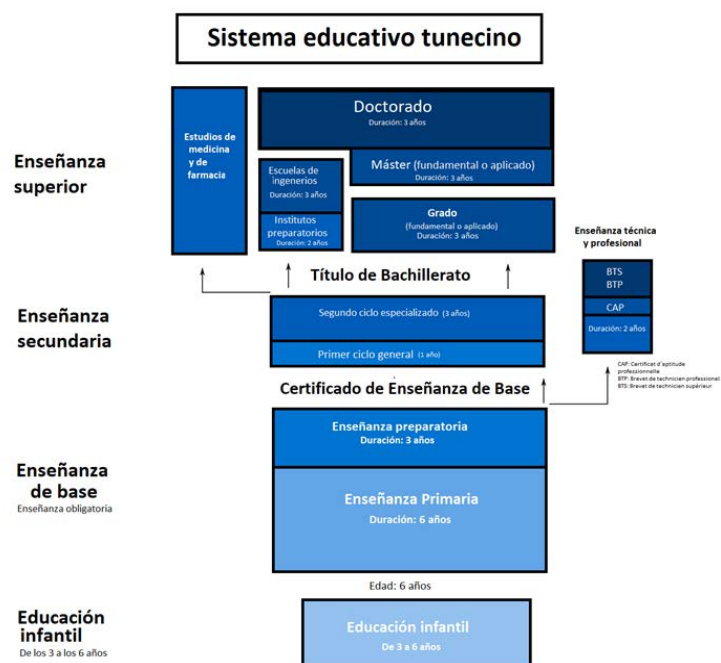 Sistema educativo tunecino
Enseñanza
superior
Estudios de
medicina
y de
farmacia
Doctorado
Duración: 3 años
Máster (fundamental o aplicado)
Duración: 3 años
Escuelas de
ingenerios
Duración: 3 años
Institutos
preparatorios
Duración: 2 años
Grado
(fundamental o aplicado)
Duración: 3 años
Enseñanza técnica
y profesional
BTS
BTP
CAP
Duración: 2 años
CAP: Certificat d'aptitude
professionnelle
BTP: Brevet de technicien professionel
BTS: Brevet de technicien supérieur
Título de Bachillerato
Enseñanza
secundaria
Segundo ciclo especializado (3 años)
Primer ciclo general (1 año)
Certificado de Enseñanza de Base
Enseñanza
de base
Enseñanza obligatoria
Enseñanza preparatoria
Duración: 3 años
Enseñanza Primaria
Duración: 6 años
Edad: 6 años
Educación
infantil
De los 3 a los 6 años
Educación infantil
De 3 a 6 años